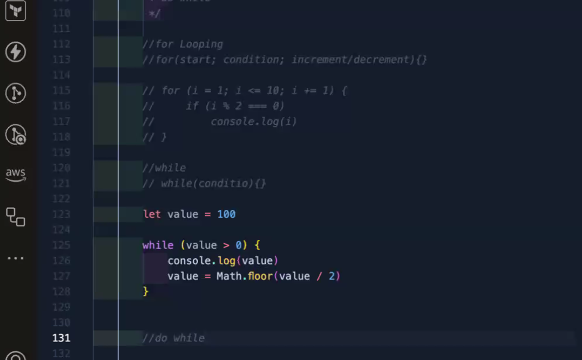 110 */
111
112 //for Looping
113 //for(start; condition; increment/decrement){}
114
115 // for (i = 1; i <= 10; i += 1) {
116 //     if (i % 2 === 0)
117 //         console.log(i)
118 // }
119
120 //while
121 // while(conditio){}
122
123 let value = 100
124
125 while (value > 0) {
126     console.log(value)
127     value = Math.floor(value / 2)
128 }
129
130
131 //do while
132
aws